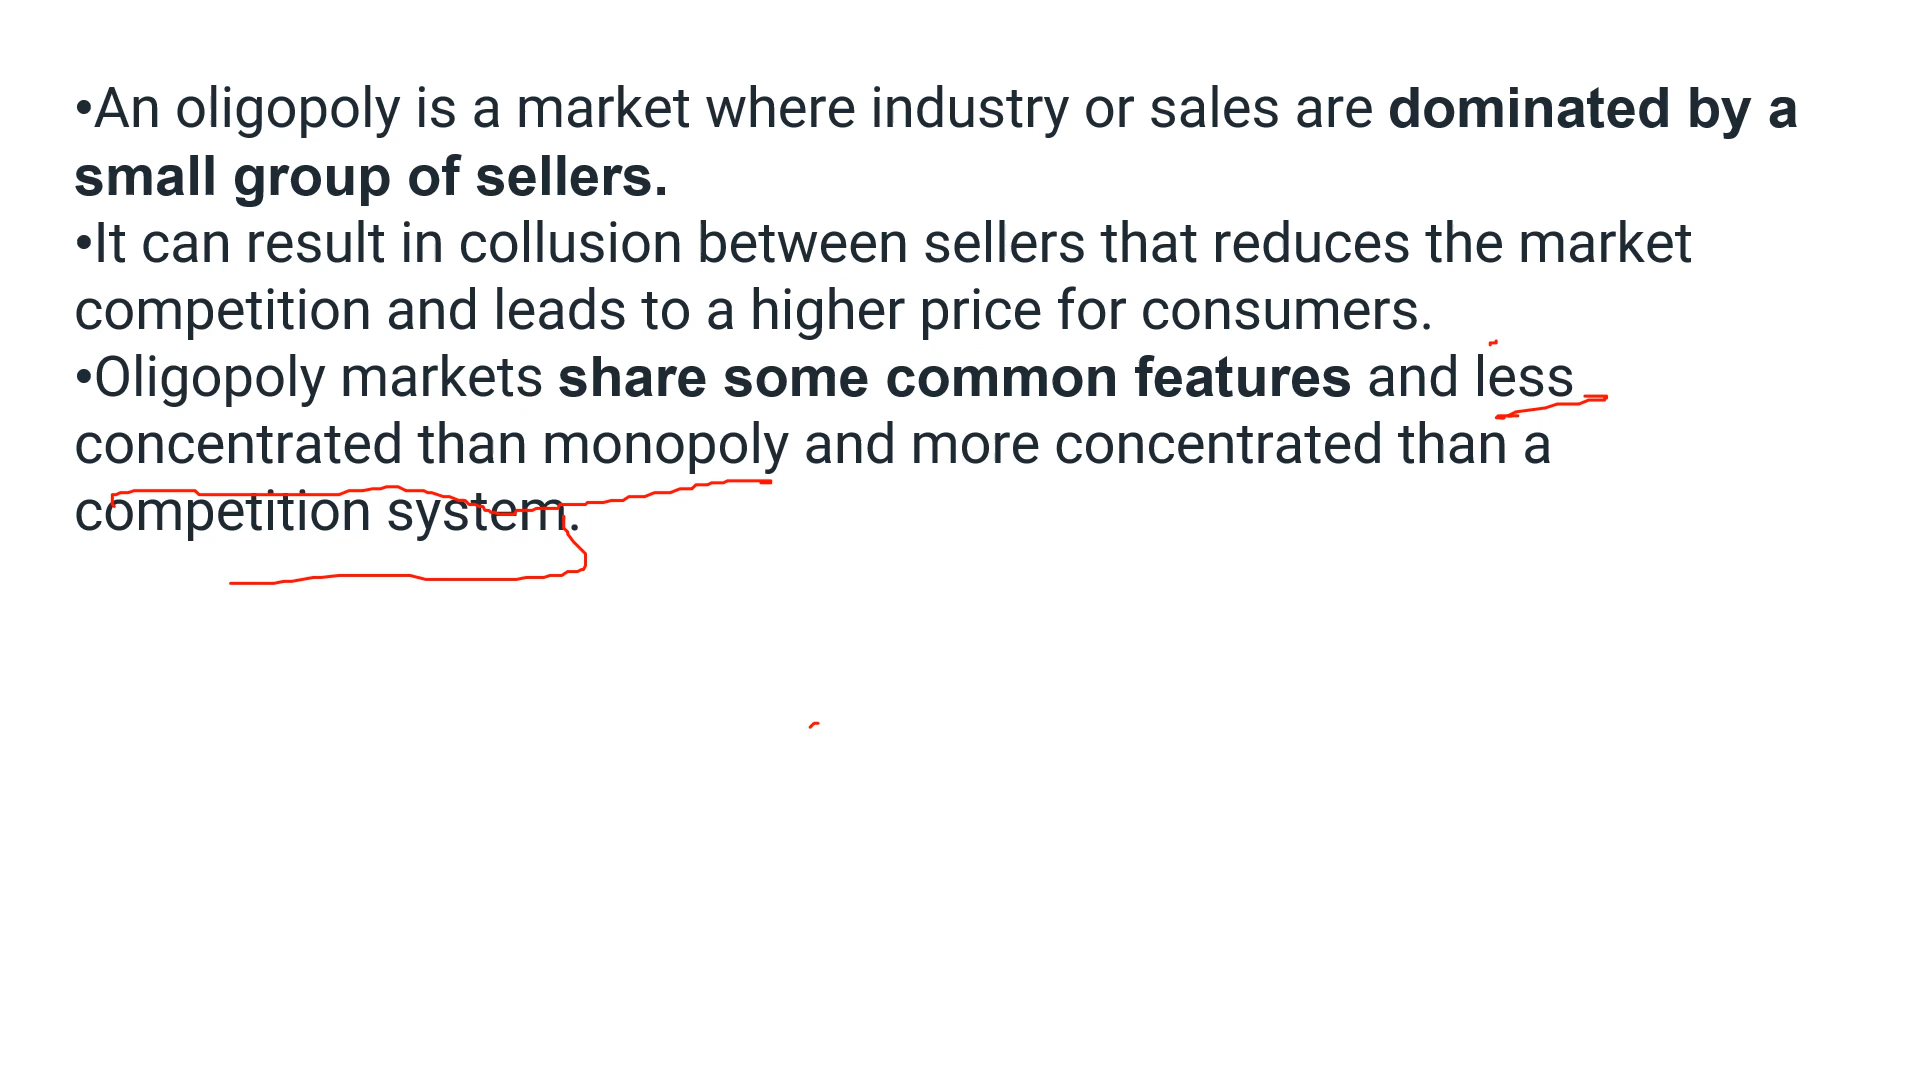 •An oligopoly is a market where industry or sales are dominated by a
small group of sellers.
•It can result in collusion between sellers that reduces the market
competition and leads to a higher price for consumers.
•Oligopoly markets share some common features and less
concentrated than monopoly and more concentrated than a
competition system.